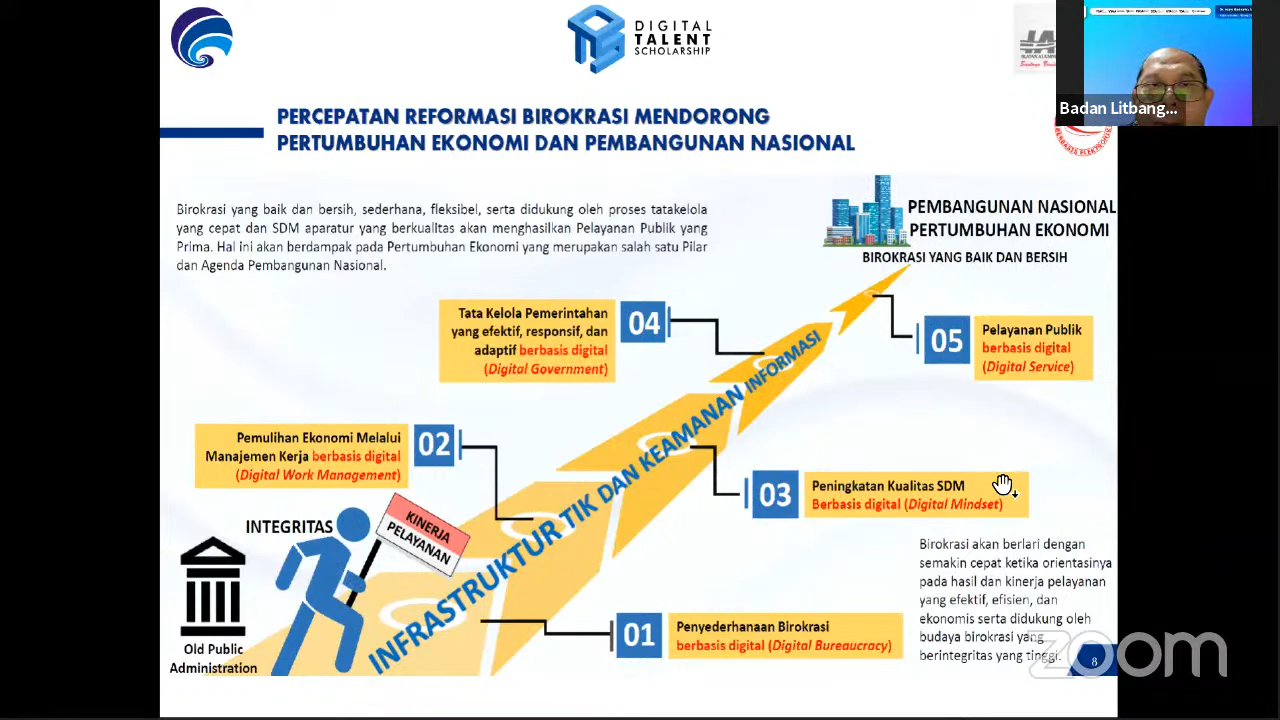 DIGITAL
TALENT
SCHOLARSHIP
Badan Litbang...
BERBASIS ELEKTRONIK
PERCEPATAN REFORMASI BIROKRASI MENDORONG
PERTUMBUHAN EKONOMI DAN PEMBANGUNAN NASIONAL
Birokrasi yang baik dan bersih, sederhana, fleksibel, serta didukung oleh proses tatakelola
yang cepat dan SDM aparatur yang berkualitas akan menghasilkan Pelayanan Publik yang
Prima. Hal ini akan berdampak pada Pertumbuhan Ekonomi yang merupakan salah satu Pilar
dan Agenda Pembangunan Nasional.
PEMBANGUNAN NASIONAL
PERTUMBUHAN EKONOMI
BIROKRASI YANG BAIK DAN BERSIH
Tata Kelola Pemerintahan
yang efektif, responsif, dan
adaptif berbasis digital
(Digital Government)
04
05
Pelayanan Publik
berbasis digital
(Digital Service)
Pemulihan Ekonomi Melalui
Manajemen Kerja berbasis digital
(Digital Work Management)
02
03
Peningkatan Kualitas SDM
Berbasis digital (Digital Mindset)
INFRASTRUKTUR TIK DAN KEAMANAN INFORMASI
INTEGRITAS
KINERJA
PELAYANAN
Old Public
Administration
01
Penyederhanaan Birokrasi
berbasis digital (Digital Bureaucracy)
Birokrasi akan berlari dengan
semakin cepat ketika orientasinya
pada hasil dan kinerja pelayanan
yang efektif, efisien, dan
ekonomis serta didukung oleh
budaya birokrasi yang
berintegritas yang tinggi.
8
zoom